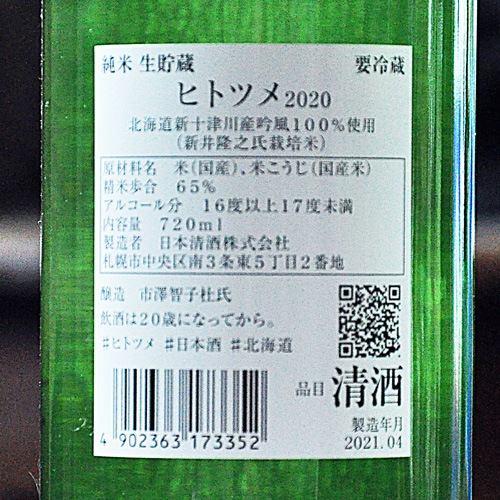 純米 生貯蔵 要冷蔵
ヒトツメ2020
北海道新十津川産吟風100%使用
(新井隆之氏栽培米)
原材料名 米(国産)、米こうじ(国産米)
精米歩合 65%
アルコール分 16度以上17度未満
内容量 720ml
製造者 日本清酒株式会社
札幌市中央区南3条東5丁目2番地
醸造 市澤智子杜氏
飲酒は20歳になってから。
#ヒトツメ #日本酒 #北海道
品目 清酒
製造年月
2021.04
4 902363 173352